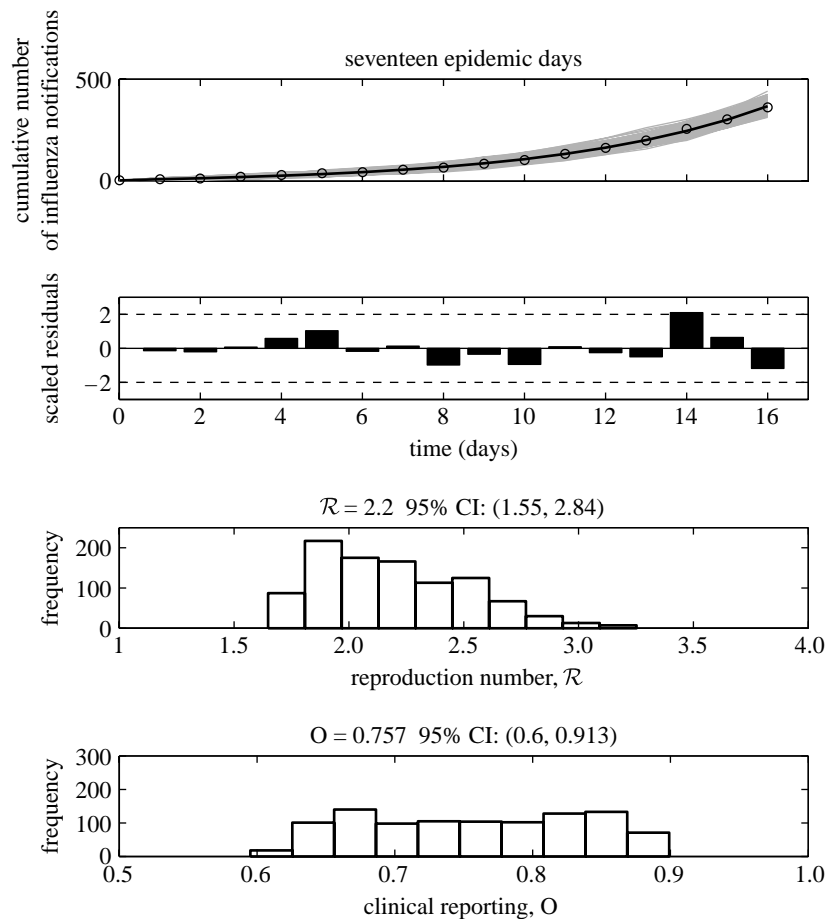 seventeen epidemic days
cumulative number
of influenza notifications
500
0
scaled residuals
2
0
−2
0 2 4 6 8 10 12 14 16
time (days)
ℛ = 2.2 95% CI: (1.55, 2.84)
frequency
200
100
0
1 1.5 2.0 2.5 3.0 3.5 4.0
reproduction number, ℛ
O = 0.757 95% CI: (0.6, 0.913)
frequency
300
200
100
0
0.5 0.6 0.7 0.8 0.9 1.0
clinical reporting, O